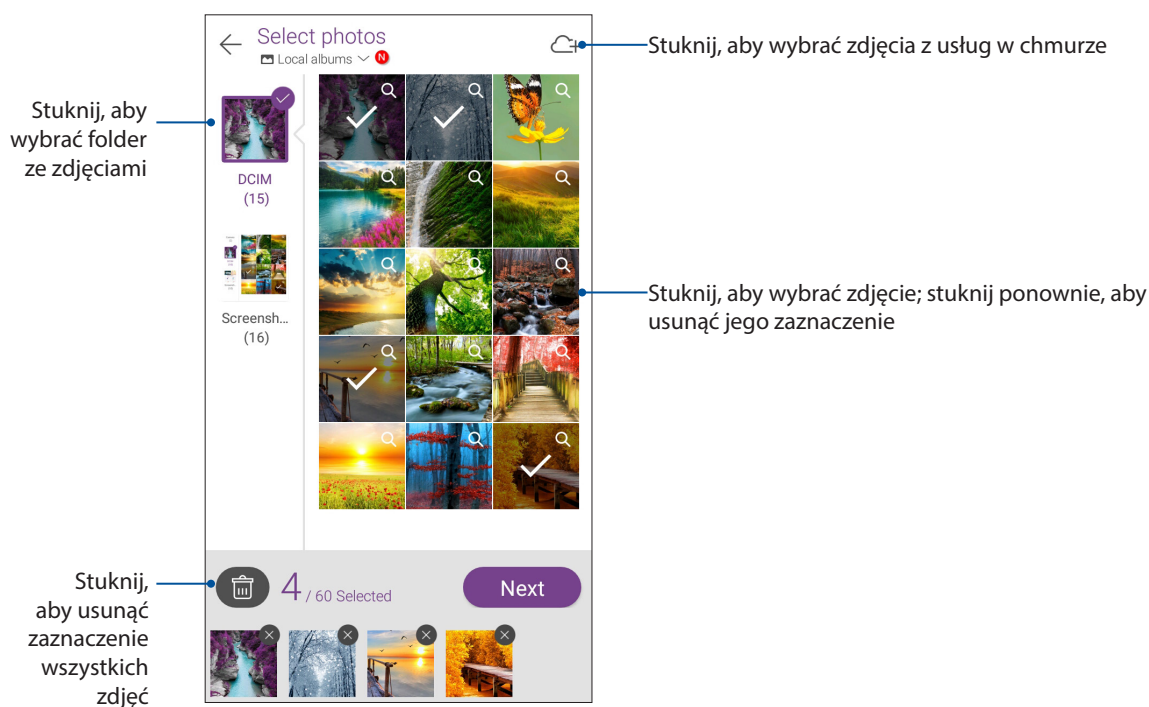 Select photos
Local albums
N
Stuknij, aby wybrać zdjęcia z usług w chmurze
Stuknij, aby
wybrać folder
ze zdjęciami
DCIM
(15)
Screensh...
(16)
Stuknij, aby wybrać zdjęcie; stuknij ponownie, aby
usunąć jego zaznaczenie
Stuknij,
aby usunąć
zaznaczenie
wszystkich
zdjęć
4 / 60 Selected
Next